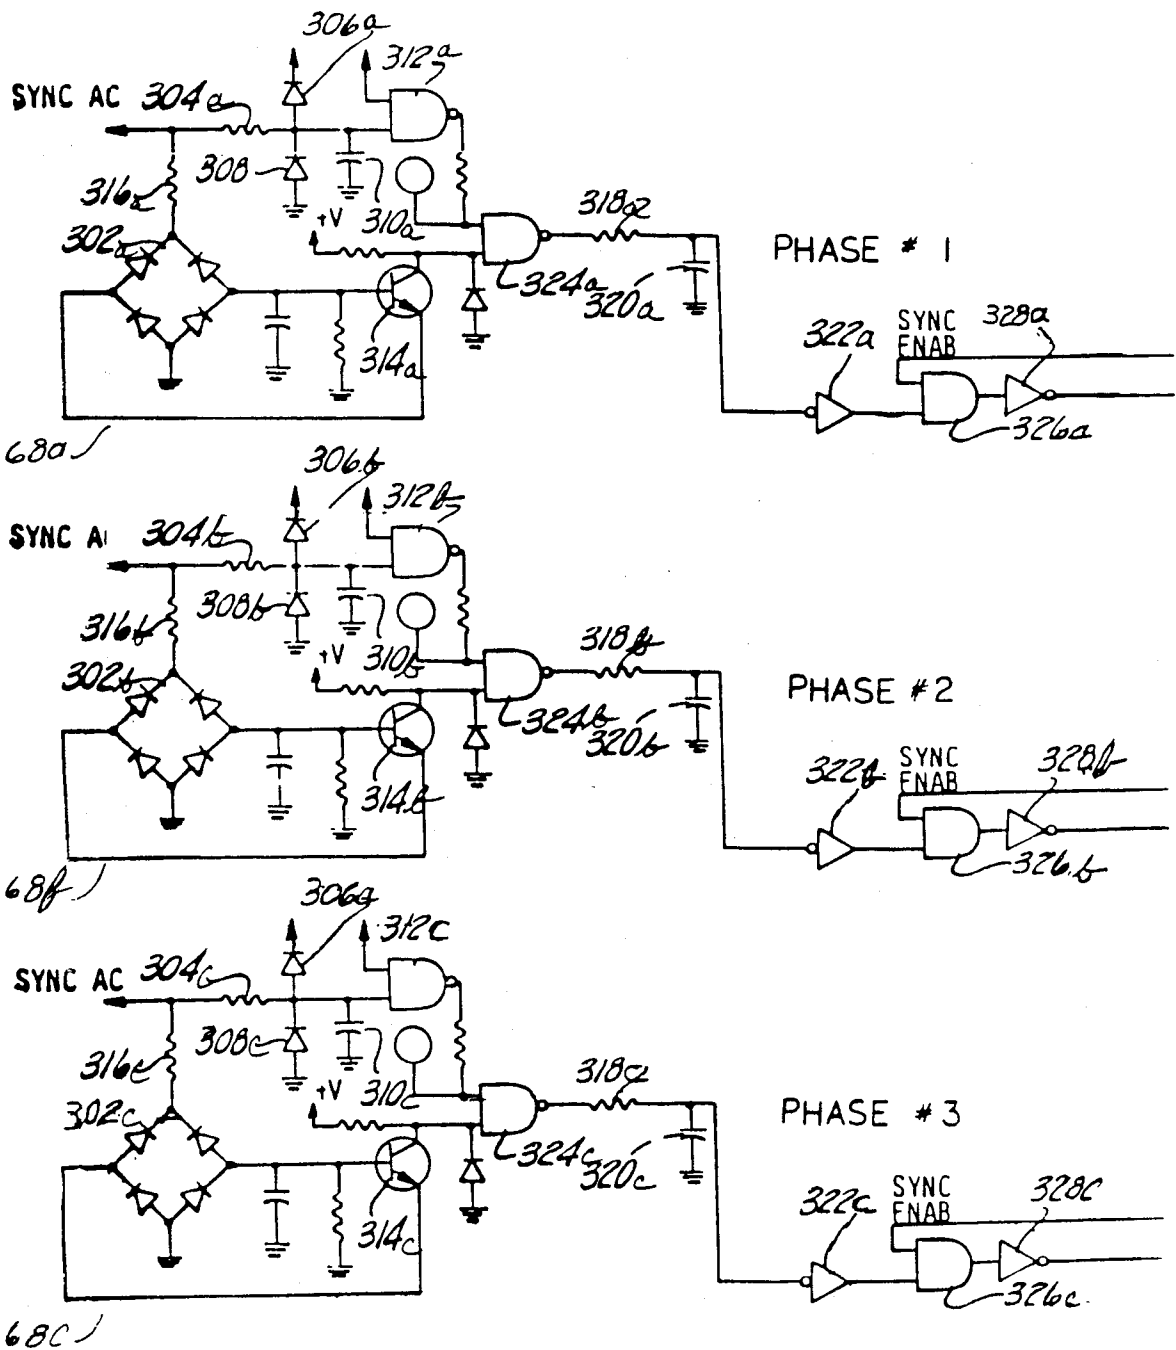 306a
312a
SYNC AC 304a
308
316a
310a
+V
318a
302a
PHASE # 1
324a
320a
SYNC
ENAB
328a
322a
314a
326a
68a
306b
312b
SYNC A
304b
308b
316b
310b
+V
318b
302b
PHASE # 2
324b
320b
SYNC
ENAB
328b
322b
314b
326b
68b
306a
312c
SYNC AC 304c
308c
316c
310c
+V
318c
302c
PHASE # 3
324c
320c
SYNC
ENAB
328c
322c
314c
326c.
68c